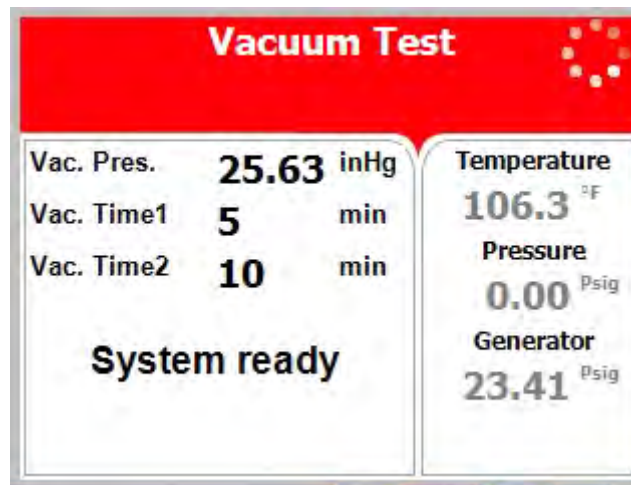 Vacuum Test
Vac. Pres. 25.63 inHg
Vac. Time1 5 min
Vac. Time2 10 min
System ready
Temperature
106.3 °F
Pressure
0.00 Psig
Generator
23.41 Psig